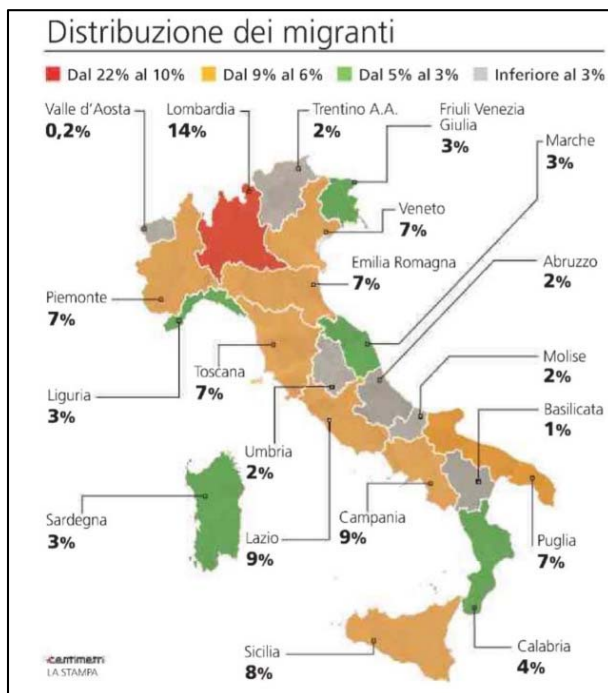 Distribuzione dei migranti
Dal 22% al 10%
Dal 9% al 6%
Dal 5% al 3%
Inferiore al 3%
Valle d'Aosta
0,2%
Lombardia
14%
Trentino A.A.
2%
Friuli Venezia
Giulia
3%
Marche
3%
Veneto
7%
Emilia Romagna
7%
Abruzzo
2%
Piemonte
7%
Toscana
7%
Molise
2%
Liguria
3%
Basilicata
1%
Umbria
2%
Sardegna
3%
Lazio
9%
Campania
9%
Puglia
7%
Sicilia
8%
Calabria
4%
centimetri
LA STAMPA